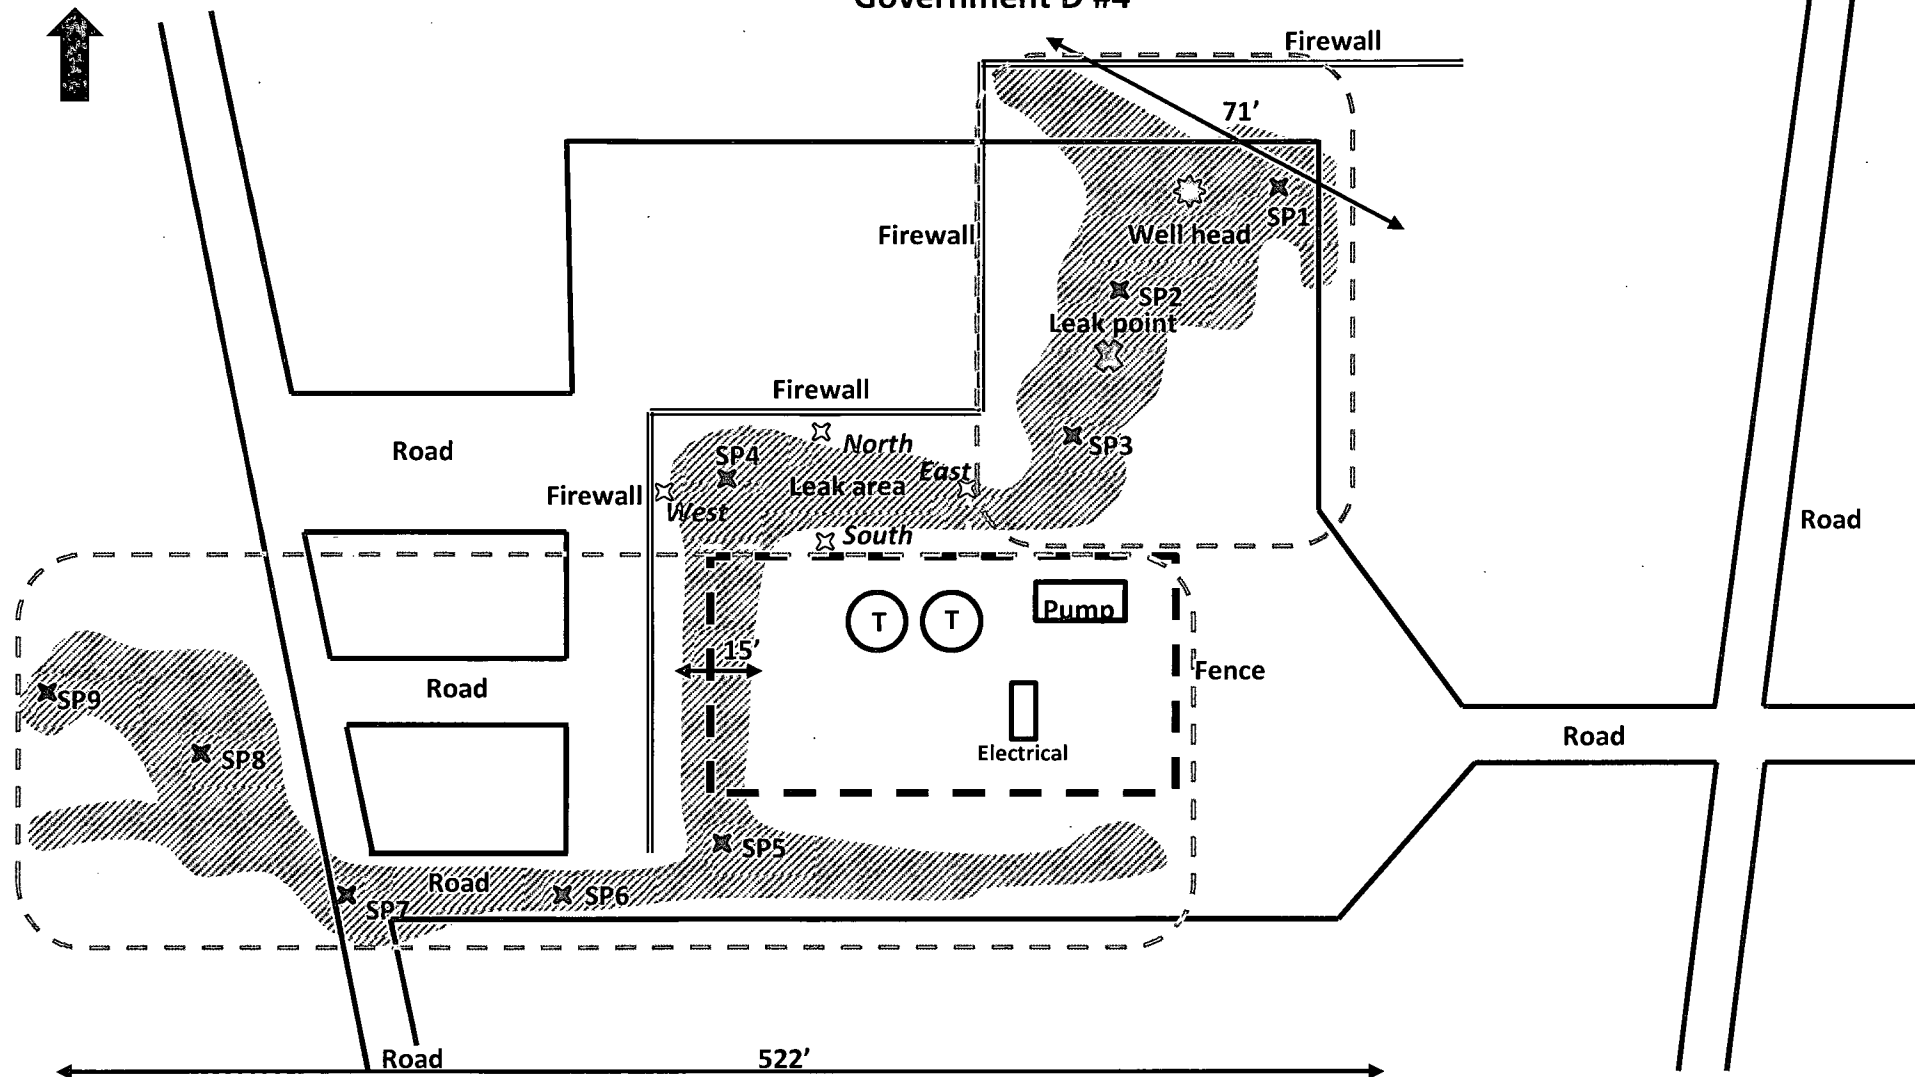 Government D #4
Firewall
71’
SP1
Firewall
Well head
SP2
Leak point
Firewall
North
SP3
Road
SP4
East
Leak area
Firewall
West
South
Road
T
T
Pump
15’
Fence
Road
SP9
Road
Electrical
SP8
SP5
Road
SP6
SP7
Road
522’